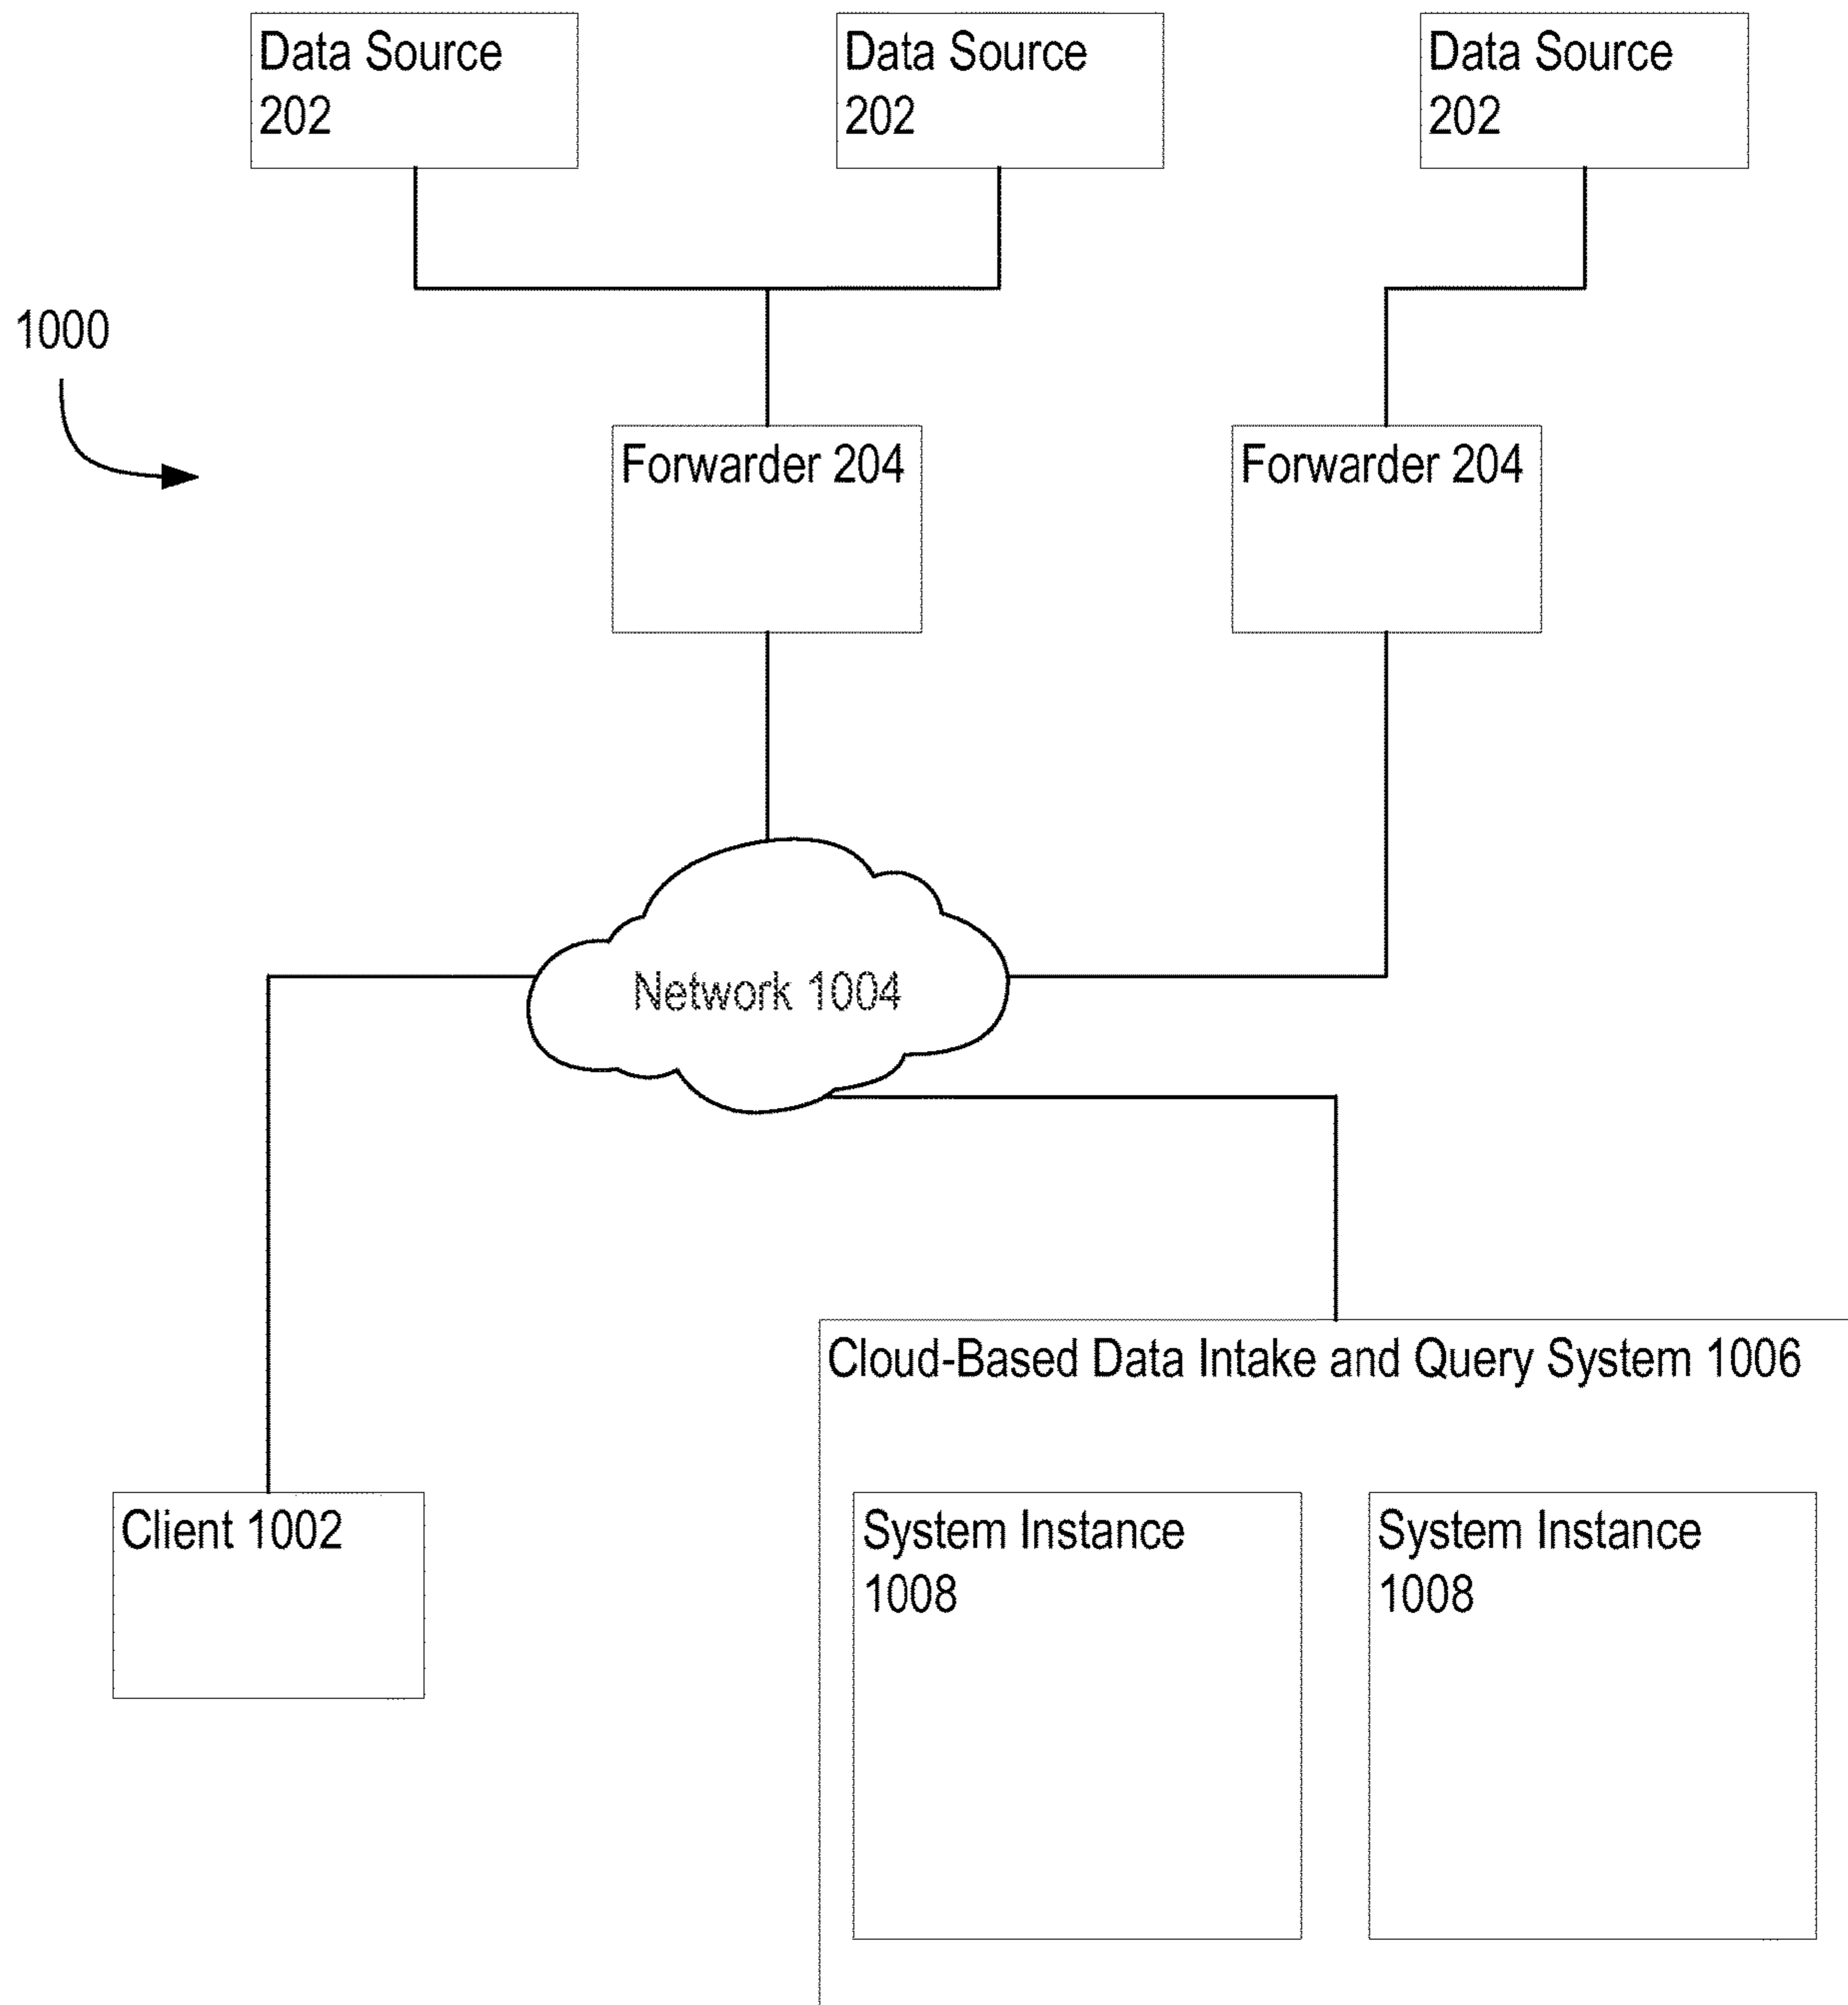 Data Source
202
Data Source
202
Data Source
202
1000
Forwarder 204
Forwarder 204
Network 1004
Cloud-Based Data Intake and Query System 1006
Client 1002
System Instance
1008
System Instance
1008